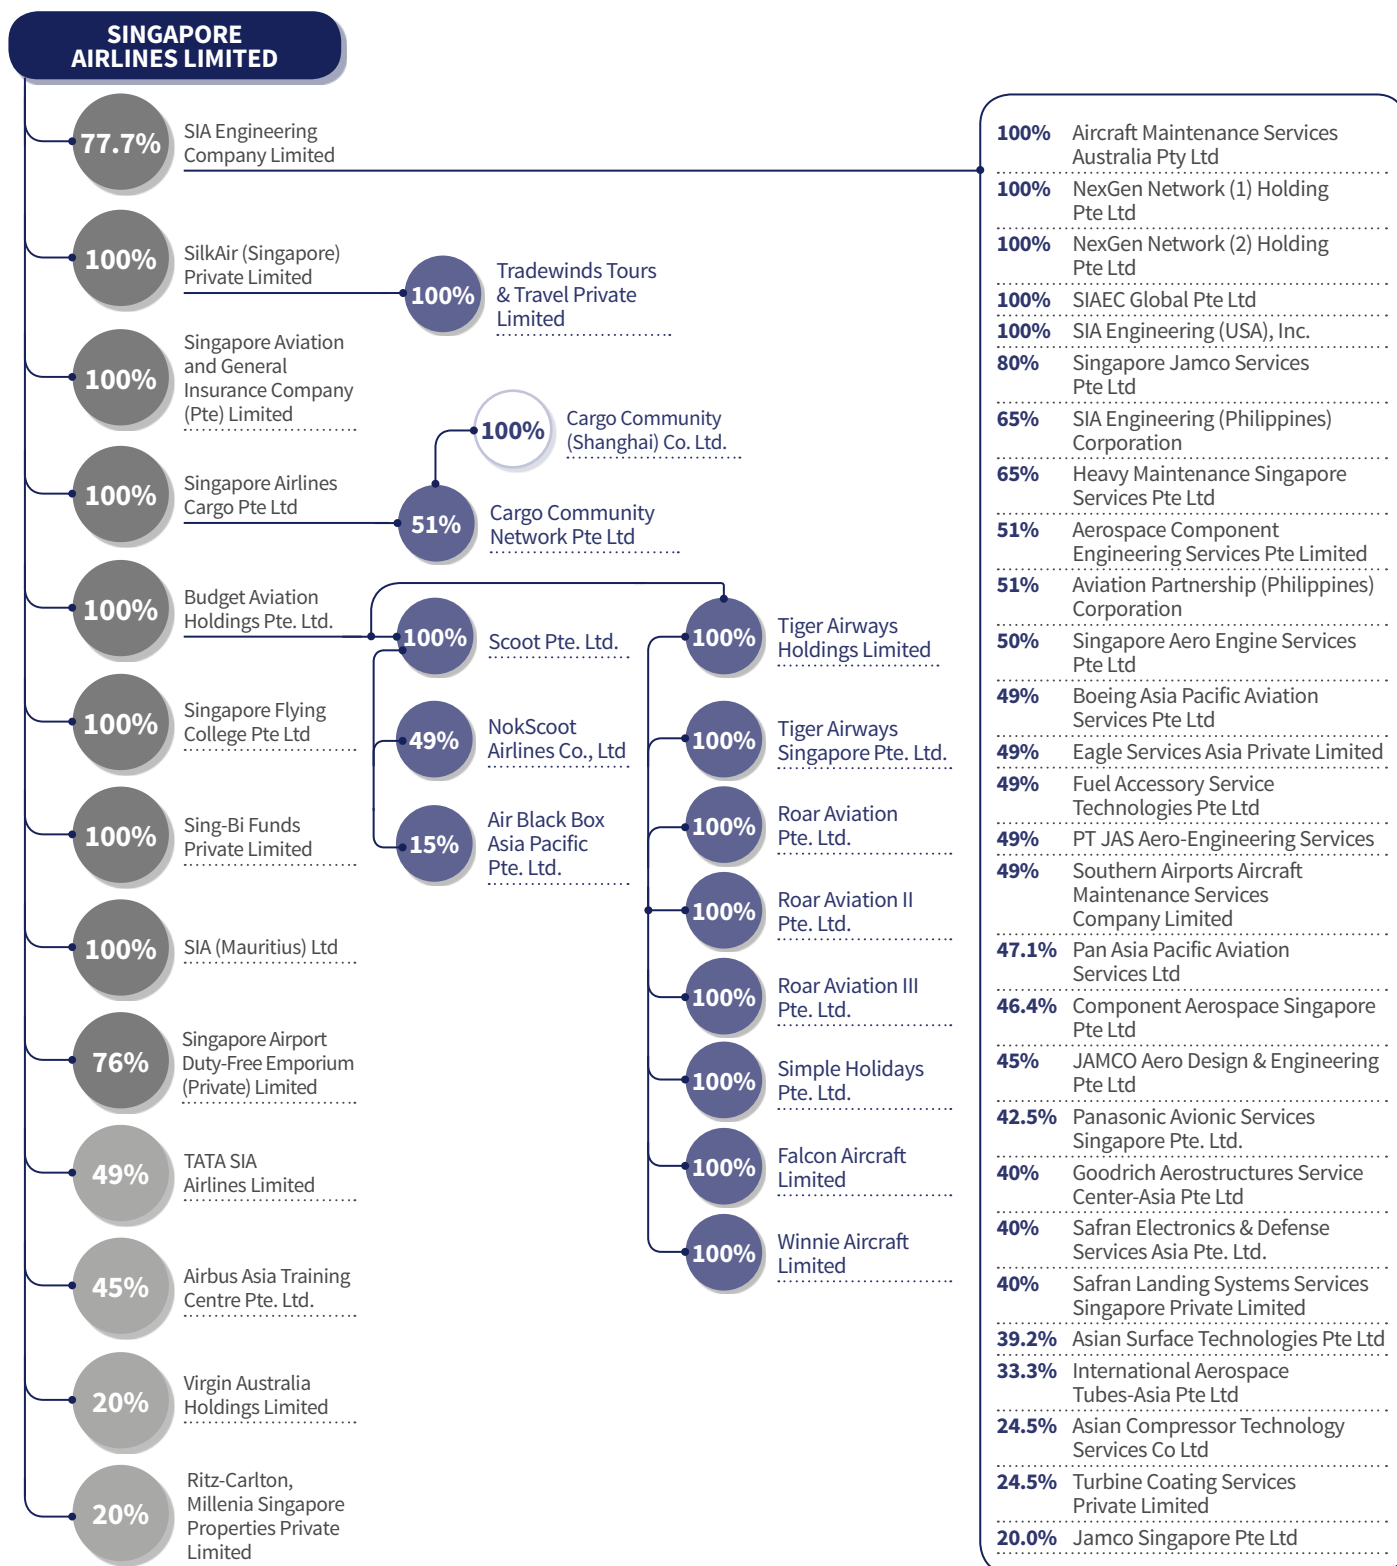 SINGAPORE
AIRLINES LIMITED
77.7%
SIA Engineering
Company Limited
100%
SilkAir (Singapore)
Private Limited
100%
Tradewinds Tours
& Travel Private
Limited
100%
Singapore Aviation
and General
Insurance Company
(Pte) Limited
100%
Singapore Airlines
Cargo Pte Ltd
100%
Cargo Community
(Shanghai) Co. Ltd.
51%
Cargo Community
Network Pte Ltd
100%
Budget Aviation
Holdings Pte. Ltd.
100%
Scoot Pte. Ltd.
49%
NokScoot
Airlines Co., Ltd
15%
Air Black Box
Asia Pacific
Pte. Ltd.
100%
Tiger Airways
Holdings Limited
100%
Tiger Airways
Singapore Pte. Ltd.
100%
Roar Aviation
Pte. Ltd.
100%
Roar Aviation II
Pte. Ltd.
100%
Roar Aviation III
Pte. Ltd.
100%
Simple Holidays
Pte. Ltd.
100%
Falcon Aircraft
Limited
100%
Winnie Aircraft
Limited
100%
Singapore Flying
College Pte Ltd
100%
Sing-Bi Funds
Private Limited
100%
SIA (Mauritius) Ltd
76%
Singapore Airport
Duty-Free Emporium
(Private) Limited
49%
TATA SIA
Airlines Limited
45%
Airbus Asia Training
Centre Pte. Ltd.
20%
Virgin Australia
Holdings Limited
20%
Ritz-Carlton,
Millenia Singapore
Properties Private
Limited
100% Aircraft Maintenance Services
Australia Pty Ltd
100% NexGen Network (1) Holding
Pte Ltd
100% NexGen Network (2) Holding
Pte Ltd
100% SIAEC Global Pte Ltd
100% SIA Engineering (USA), Inc.
80% Singapore Jamco Services
Pte Ltd
65% SIA Engineering (Philippines)
Corporation
65% Heavy Maintenance Singapore
Services Pte Ltd
51% Aerospace Component
Engineering Services Pte Limited
51% Aviation Partnership (Philippines)
Corporation
50% Singapore Aero Engine Services
Pte Ltd
49% Boeing Asia Pacific Aviation
Services Pte Ltd
49% Eagle Services Asia Private Limited
49% Fuel Accessory Service
Technologies Pte Ltd
49% PT JAS Aero-Engineering Services
49% Southern Airports Aircraft
Maintenance Services
Company Limited
47.1% Pan Asia Pacific Aviation
Services Ltd
46.4% Component Aerospace Singapore
Pte Ltd
45% JAMCO Aero Design & Engineering
Pte Ltd
42.5% Panasonic Avionic Services
Singapore Pte. Ltd.
40% Goodrich Aerostructures Service
Center-Asia Pte Ltd
40% Safran Electronics & Defense
Services Asia Pte. Ltd.
40% Safran Landing Systems Services
Singapore Private Limited
39.2% Asian Surface Technologies Pte Ltd
33.3% International Aerospace
Tubes-Asia Pte Ltd
24.5% Asian Compressor Technology
Services Co Ltd
24.5% Turbine Coating Services
Private Limited
20.0% Jamco Singapore Pte Ltd